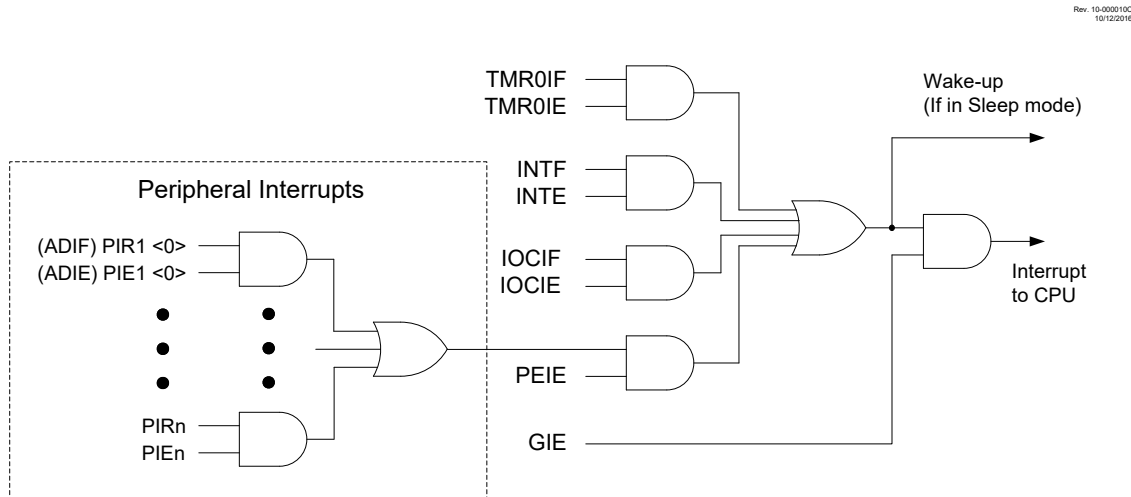 Rev. 10-000010C
10/12/2016
TMR0IF
TMR0IE
Wake-up
(If in Sleep mode)
INTF
INTE
Peripheral Interrupts
(ADIF) PIR1 <0>
(ADIE) PIE1 <0>
IOCIF
IOCIE
Interrupt
to CPU
PEIE
PIRn
PIEn
GIE